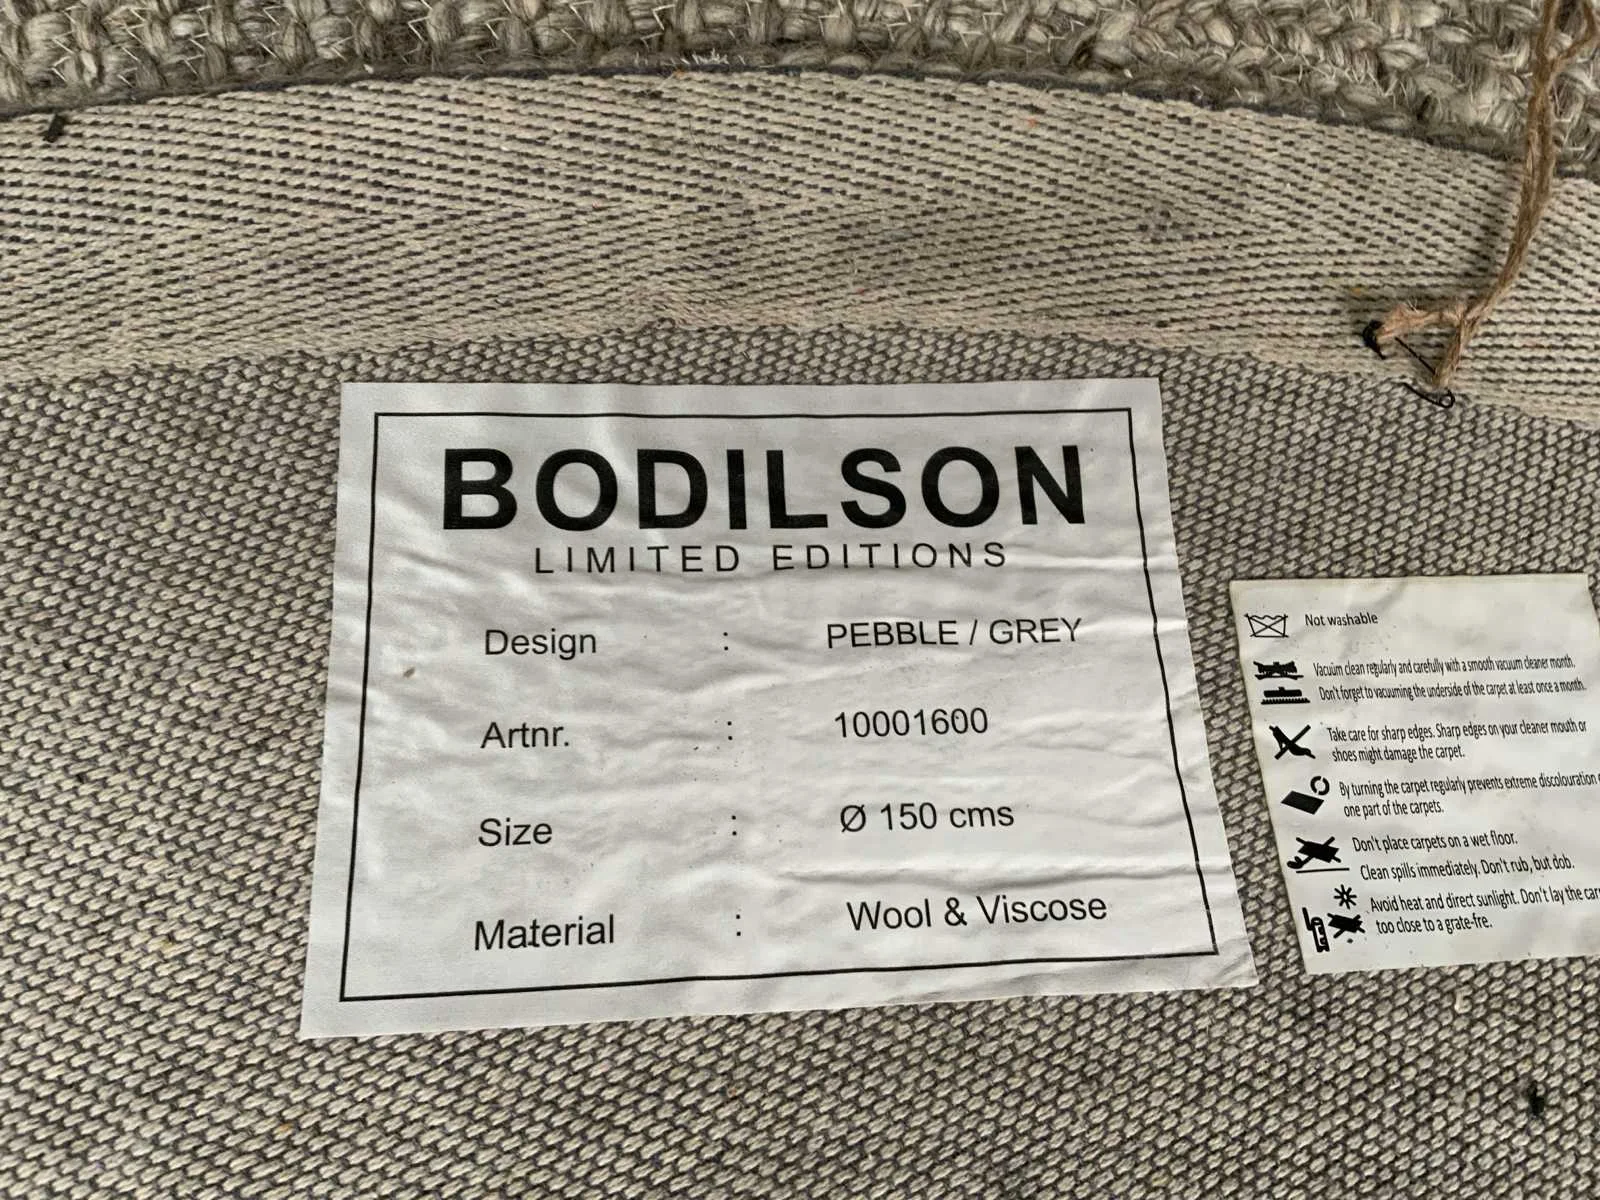 BODILSON
LIMITED EDITIONS
Design : PEBBLE / GREY
Artnr. : 10001600
Size : Ø 150 cms
Material : Wool & Viscose
Not washable
Vacuüm clean regularly and carefully with a smooth vacuum cleaner month.
Don't forget to vacuuming the underside of the carpet at least once a month.
Take care for sharp edges. Sharp edges on your cleaner mouth or
shoes might damage the carpet.
By turning the carpet regularly prevents extreme discolouration
one part of the carpets.
Don't place carpets on a wet floor.
Clean spills immediately. Don't rub, but dob.
Avoid heat and direct sunlight. Don't lay the
too close to a grate-fre.